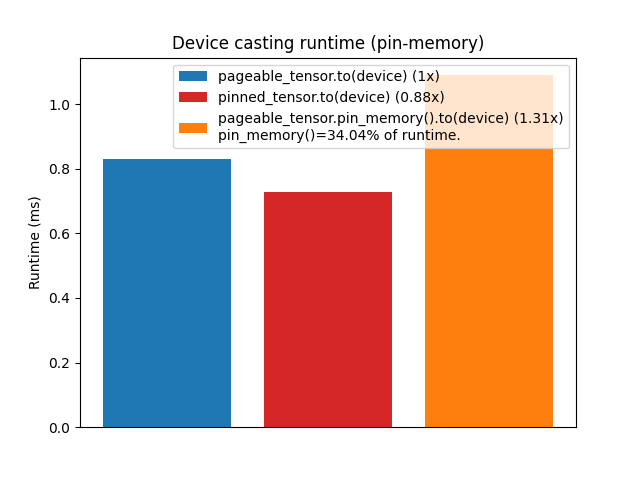 Device casting runtime (pin-memory)
pageable_tensor.to(device) (1x)
pinned_tensor.to(device) (0.88x)
pageable_tensor.pin_memory().to(device) (1.31x)
pin_memory()=34.04% of runtime.
Runtime (ms)
1.0
0.8
0.6
0.4
0.2
0.0